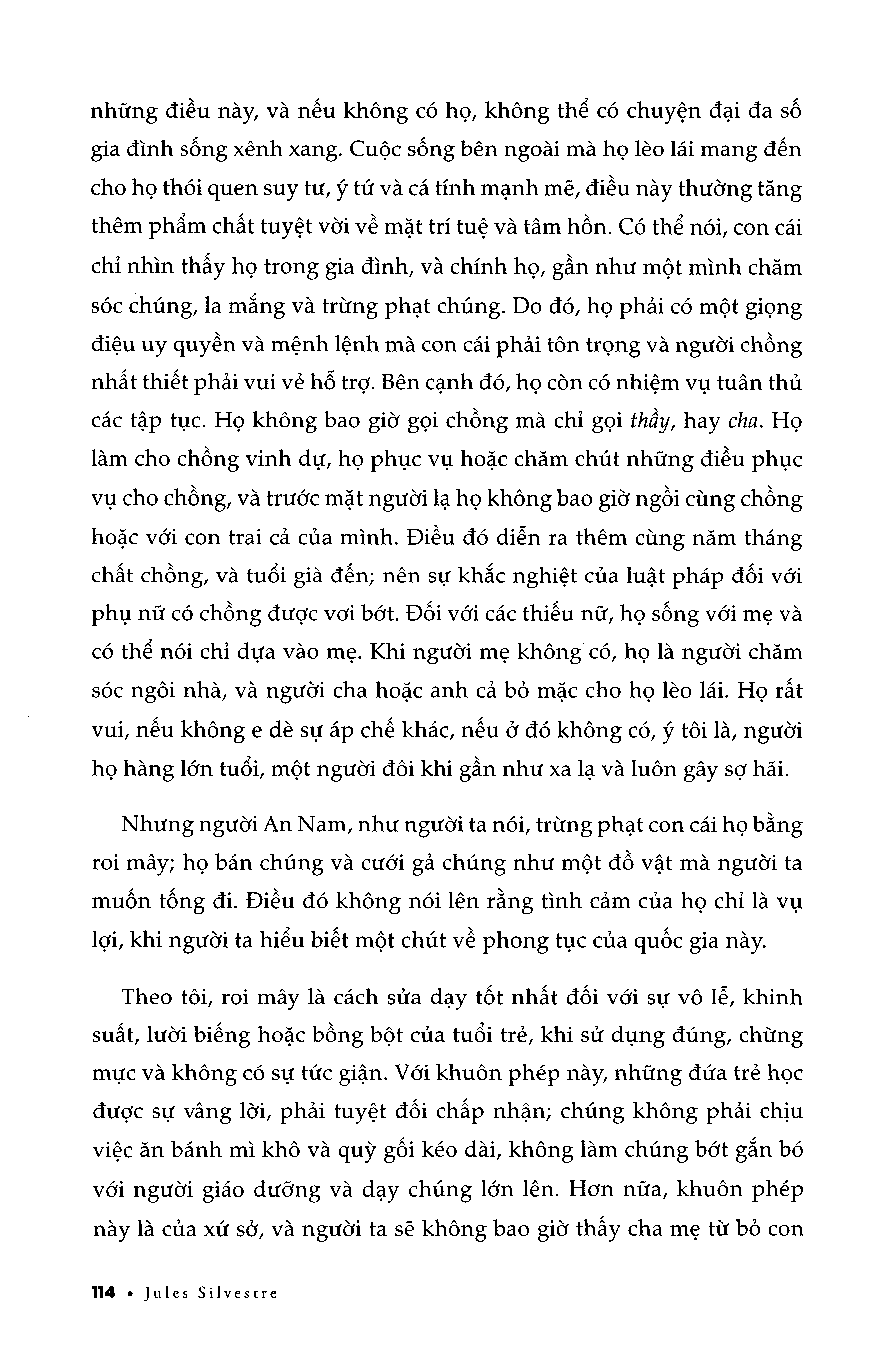 những điều này, và nếu không có họ, không thể có chuyện đại đa số
gia đình sống xênh xang. Cuộc sống bên ngoài mà họ lèo lái mang đến
cho họ thói quen suy tư, ý tứ và cá tính mạnh mẽ, điều này thường tăng
thêm phẩm chất tuyệt vời về mặt trí tuệ và tâm hồn. Có thể nói, con cái
chỉ nhìn thấy họ trong gia đình, và chính họ, gần như một mình chăm
sóc chúng, la mắng và trừng phạt chúng. Do đó, họ phải có một giọng
điệu uy quyền và mệnh lệnh mà con cái phải tôn trọng và người chồng
nhất thiết phải vui vẻ hỗ trợ. Bên cạnh đó, họ còn có nhiệm vụ tuân thủ
các tập tục. Họ không bao giờ gọi chồng mà chỉ gọi thầy, hay cha. Họ
làm cho chồng vinh dự, họ phục vụ hoặc chăm chút những điều phục
vụ cho chồng, và trước mặt người lạ họ không bao giờ ngồi cùng chồng
hoặc với con trai cả của mình. Điều đó diễn ra thêm cùng năm tháng
chất chồng, và tuổi già đến; nên sự khắc nghiệt của luật pháp đối với
phụ nữ có chồng được vơi bớt. Đối với các thiếu nữ, họ sống với mẹ và
có thể nói chỉ dựa vào mẹ. Khi người mẹ không có, họ là người chăm
sóc ngôi nhà, và người cha hoặc anh cả bỏ mặc cho họ lèo lái. Họ rất
vui, nếu không e dè sự áp chế khác, nếu ở đó không có, ý tôi là, người
họ hàng lớn tuổi, một người đôi khi gần như xa lạ và luôn gây sợ hãi.
Nhưng người An Nam, như người ta nói, trừng phạt con cái họ bằng
roi mây; họ bán chúng và cưới gả chúng như một đồ vật mà người ta
muốn tống đi. Điều đó không nói lên rằng tình cảm của họ chỉ là vụ
lợi, khi người ta hiểu biết một chút về phong tục của quốc gia này.
Theo tôi, roi mây là cách sửa dạy tốt nhất đối với sự vô lễ, khinh
suất, lười biếng hoặc bồng bột của tuổi trẻ, khi sử dụng đúng, chừng
mực và không có sự tức giận. Với khuôn phép này, những đứa trẻ học
được sự vâng lời, phải tuyệt đối chấp nhận; chúng không phải chịu
việc ăn bánh mì khô và quỳ gối kéo dài, không làm chúng bớt gắn bó
với người giáo dưỡng và dạy chúng lớn lên. Hơn nữa, khuôn phép
này là của xứ sở, và người ta sẽ không bao giờ thấy cha mẹ từ bỏ con
114 • Jules Silvestre